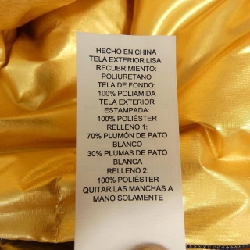 HECHO EN CHINA
TELA EXTERIOR LISA
RECUBRIMIENTO:
POLIURETANO
TELA DE FONDO:
100% POLIAMIDA
TELA EXTERIOR
ESTAMPADA:
100% POLIÉSTER
RELLENO 1:
70% PLUMÓN DE PATO
BLANCO
30% PLUMAS DE PATO
BLANCA
RELLENO 2:
100% POLIÉSTER
QUITAR LAS MANCHAS A
MANO SOLAMENTE